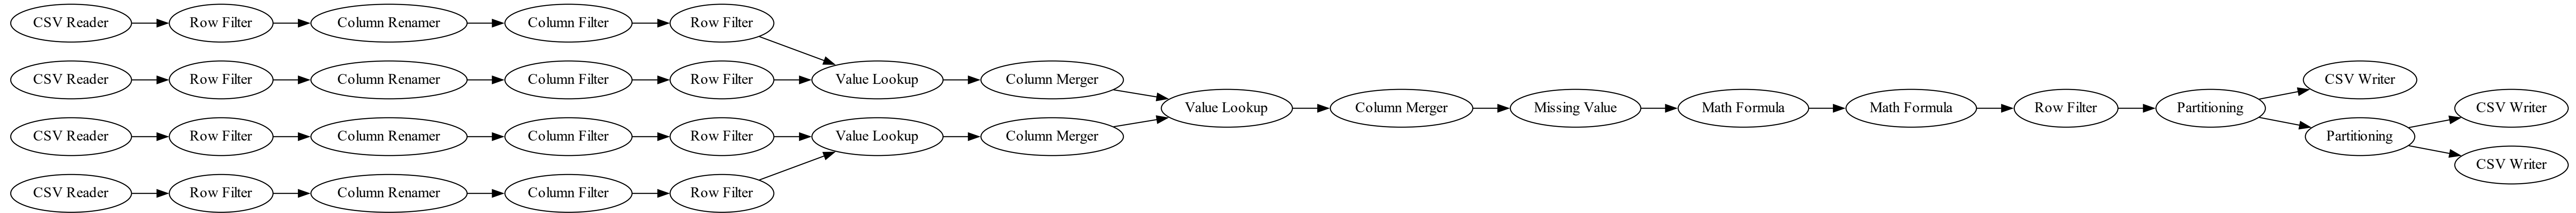 CSV Reader
Row Filter
Column Renamer
Column Filter
Row Filter
CSV Reader
Row Filter
Column Renamer
Column Filter
Row Filter
Value Lookup
Column Merger
CSV Reader
Row Filter
Column Renamer
Column Filter
Row Filter
Value Lookup
Column Merger
CSV Reader
Row Filter
Column Renamer
Column Filter
Row Filter
Value Lookup
Column Merger
Missing Value
Math Formula
Math Formula
Row Filter
Partitioning
CSV Writer
Partitioning
CSV Writer
CSV Writer